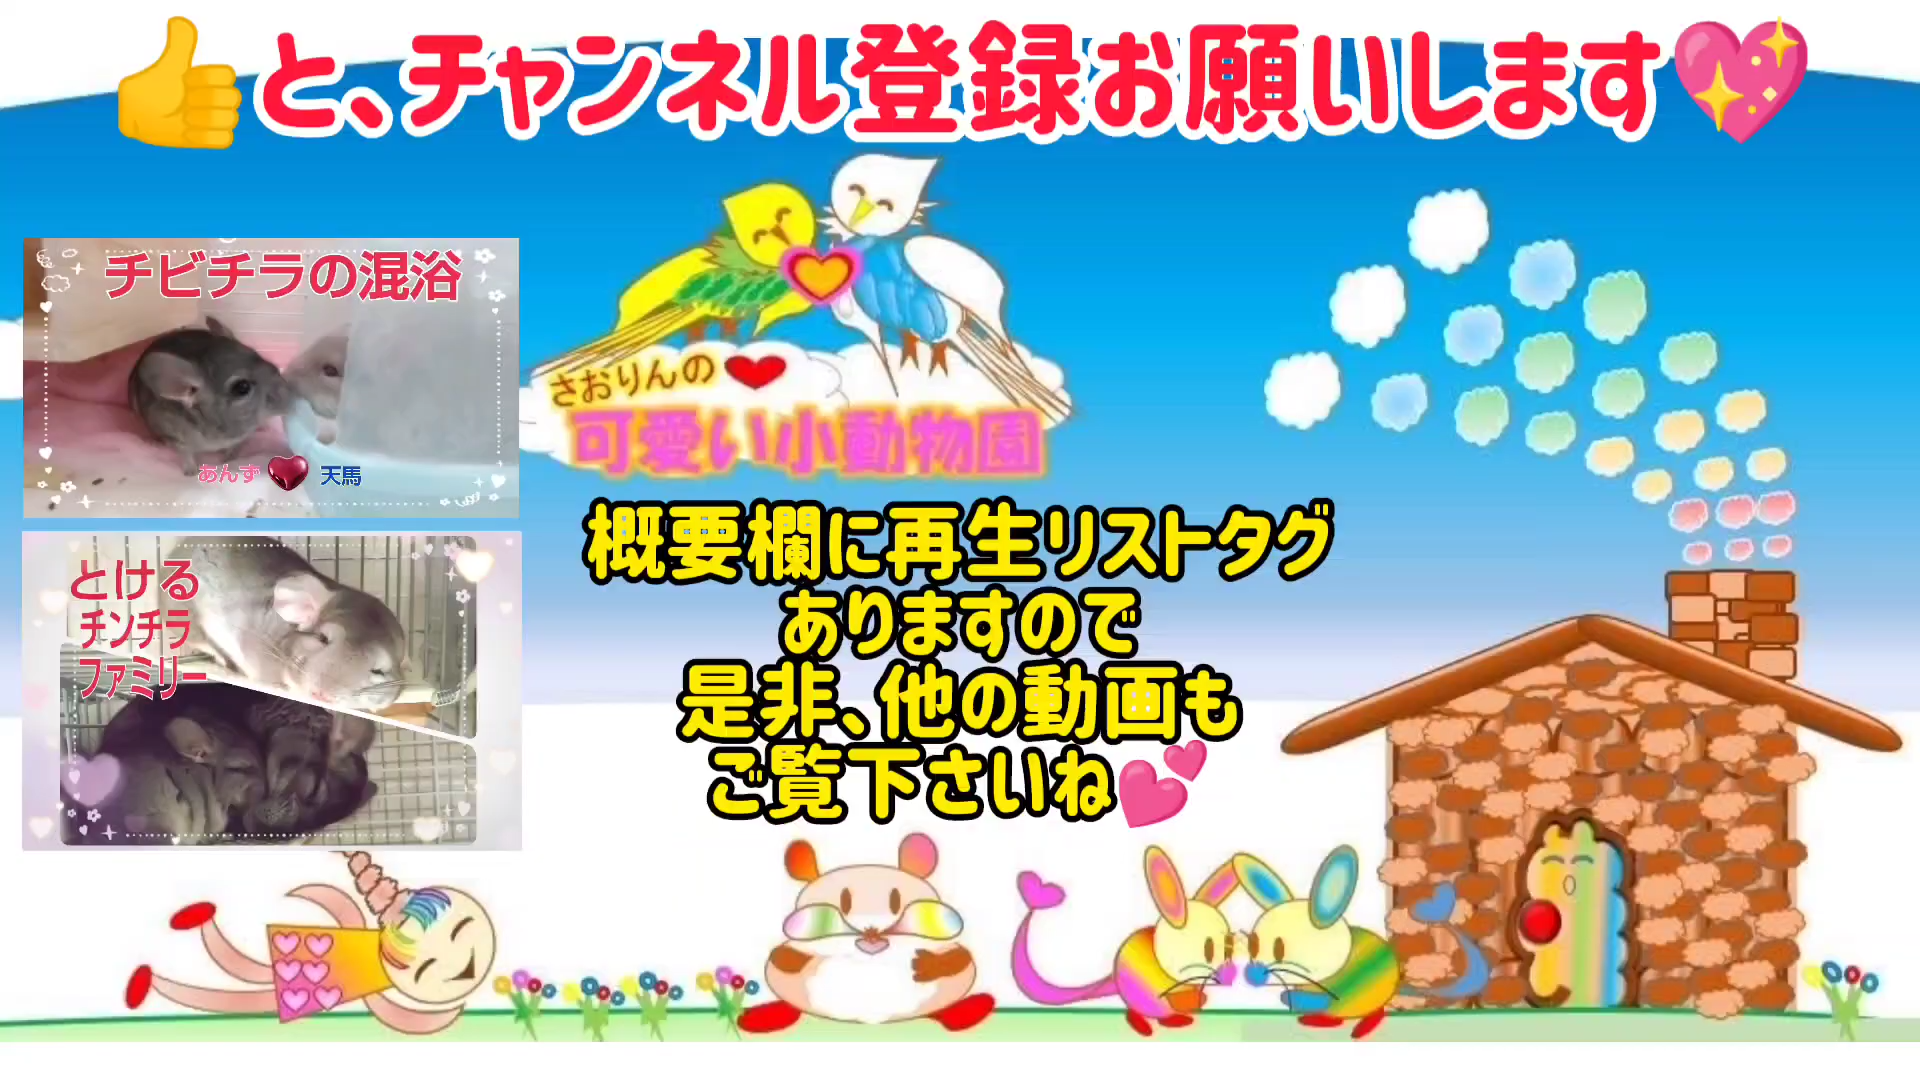 👍と、チャンネル登録お願いします💖
チビチラの混浴
あんず❤天馬
とける
チンチラ
ファミリー
さおりんの❤
可愛い小動物園
概要欄に再生リストタグ
ありますので
是非、他の動画も
ご覧下さいね💕